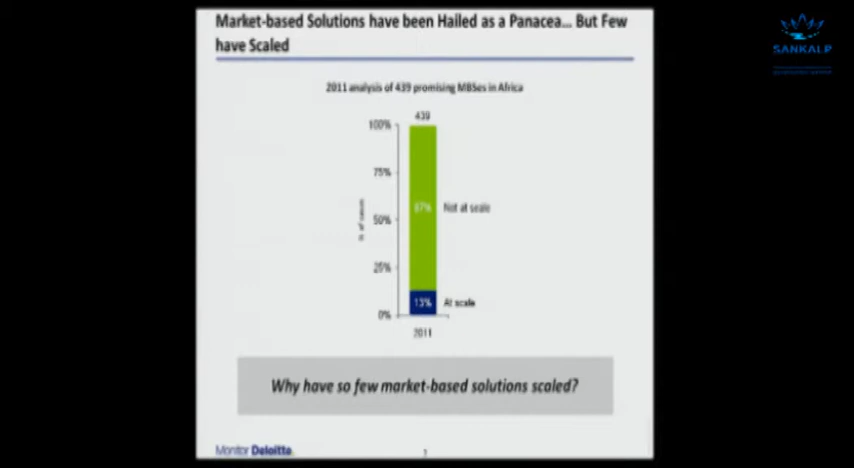 Market-based Solutions have been Hailed as a Panacea... But Few
have Scaled
SANKALP
2011 analysis of 439 promising MBSes in Africa
439
100%
75%
50%
25%
0%
% of cases
87%
Not at scale
13%
At scale
2011
Why have so few market-based solutions scaled?
Monitor Deloitte.